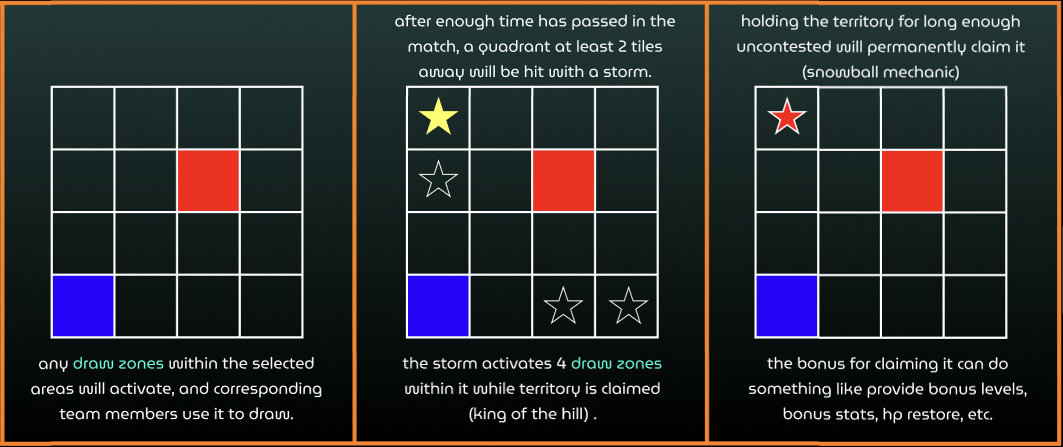 any draw zones within the selected
areas will activate, and corresponding
team members use it to draw.
after enough time has passed in the
match, a quadrant at least 2 tiles
away will be hit with a storm.
the storm activates 4 draw zones
within it while territory is claimed
(king of the hill) .
holding the territory for long enough
uncontested will permanently claim it
(snowball mechanic)
the bonus for claiming it can do
something like provide bonus levels,
bonus stats, hp restore, etc.